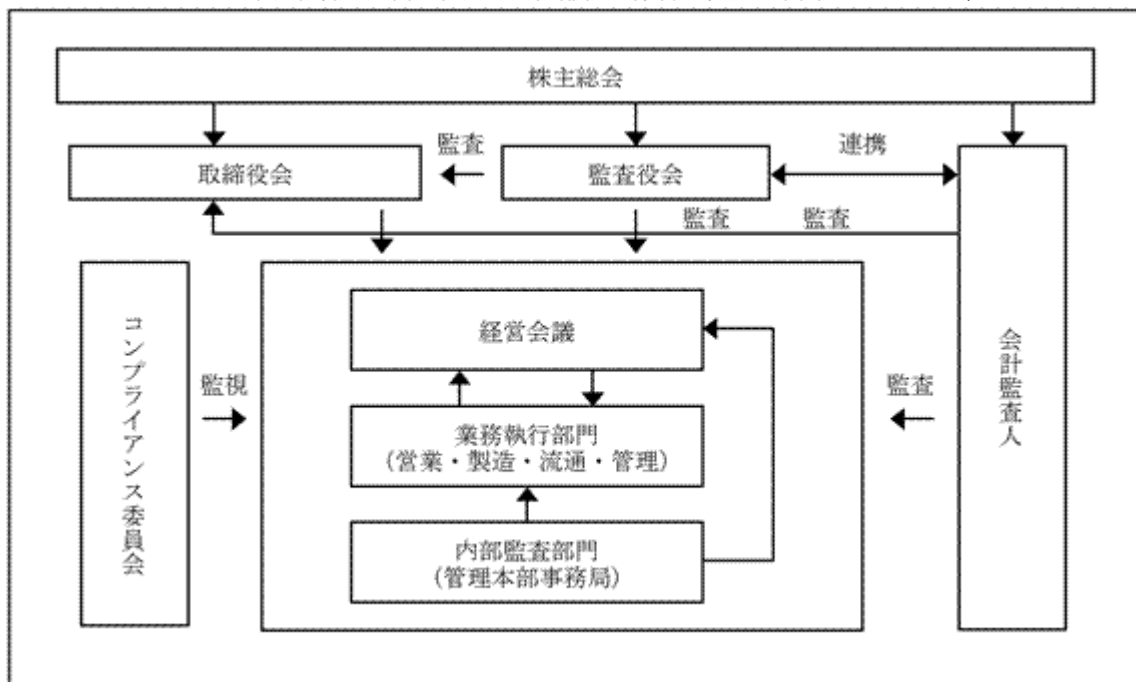 株主総会
監査
連携
取締役会
監査役会
監査
監査
コンプライアンス委員会
経営会議
会計監査人
監視
監査
業務執行部門
(営業・製造・流通・管理)
内部監査部門
(管理本部事務局)